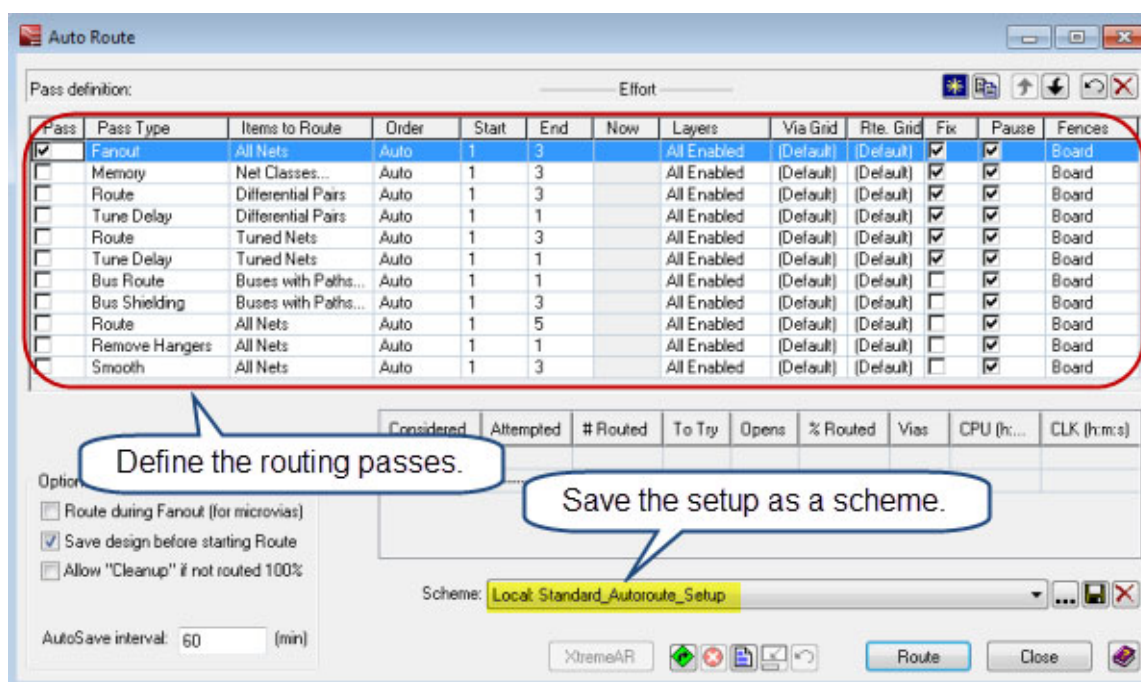 Auto Route
Pass definition: Effort
Pass Pass Type Items to Route Order Start End Now Layers Via Grid Rte. Grid Fix Pause Fences
Fanout All Nets Auto 1 3 All Enabled (Default) (Default) Board
Memory Net Classes... Auto 1 3 All Enabled (Default) (Default) Board
Route Differential Pairs Auto 1 3 All Enabled (Default) (Default) Board
Tune Delay Differential Pairs Auto 1 1 All Enabled (Default) (Default) Board
Route Tuned Nets Auto 1 3 All Enabled (Default) (Default) Board
Tune Delay Tuned Nets Auto 1 1 All Enabled (Default) (Default) Board
Bus Route Buses with Paths... Auto 1 1 All Enabled (Default) (Default) Board
Bus Shielding Buses with Paths... Auto 1 3 All Enabled (Default) (Default) Board
Route All Nets Auto 1 5 All Enabled (Default) (Default) Board
Remove Hangers All Nets Auto 1 1 All Enabled (Default) (Default) Board
Smooth All Nets Auto 1 3 All Enabled (Default) (Default) Board
Considered Attempted # Routed To Try Opens % Routed Vias CPU (h:... CLK (h:m:s)
Define the routing passes.
Save the setup as a scheme.
Option
Route during Fanout (for microvias)
Save design before starting Route
Allow "Cleanup" if not routed 100%
Scheme: Local: Standard_Autoroute_Setup ...
AutoSave interval: 60 (min)
XtremeAR Route Close